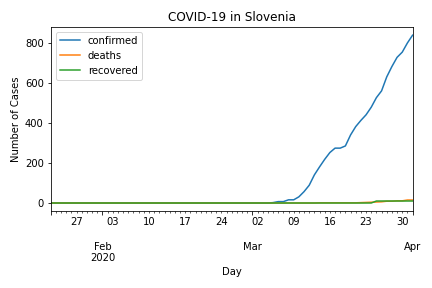 COVID-19 in Slovenia
confirmed
deaths
recovered
Number of Cases
800
600
400
200
0
27 03 10 17 24 02 09 16 23 30
Feb Mar Apr
2020
Day